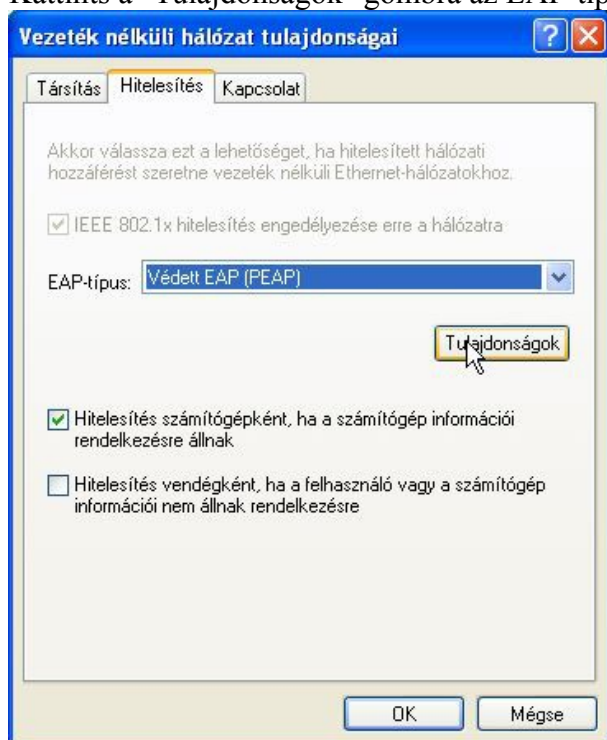 Kattints a "Tulajdonságok" gombra az EAP-típ
Vezeték nélküli hálózat tulajdonságai
Társítás Hitelesítés Kapcsolat
Akkor válassza ezt a lehetőséget, ha hitelesített hálózati
hozzáférést szeretne vezeték nélküli Ethernet-hálózatokhoz.
IEEE 802.1x hitelesítés engedélyezése erre a hálózatra
EAP-típus: Védett EAP (PEAP)
Tulajdonságok
Hitelesítés számítógépként, ha a számítógép információi
rendelkezésre állnak
Hitelesítés vendégként, ha a felhasználó vagy a számítógép
információi nem állnak rendelkezésre
OK Mégse